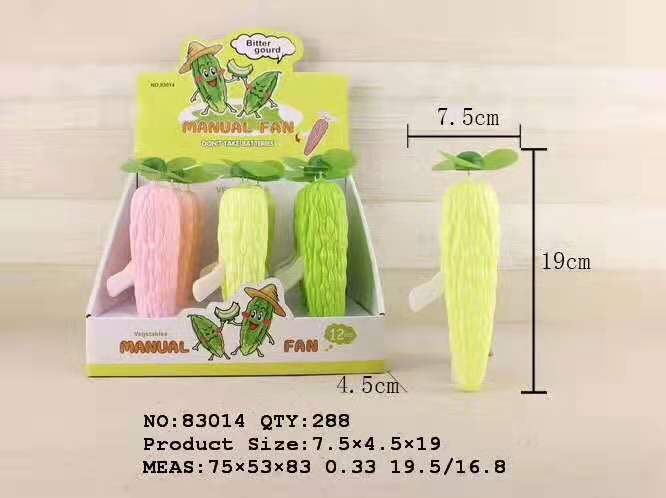 Bitter
gourd
NO.83014
MANUAL FAN
DON'T TAKE BATTERIES
7.5cm
19cm
Vegetables
12
MANUAL FAN
4.5cm
NO:83014 QTY:288
Product Size:7.5×4.5×19
MEAS:75×53×83 0.33 19.5/16.8